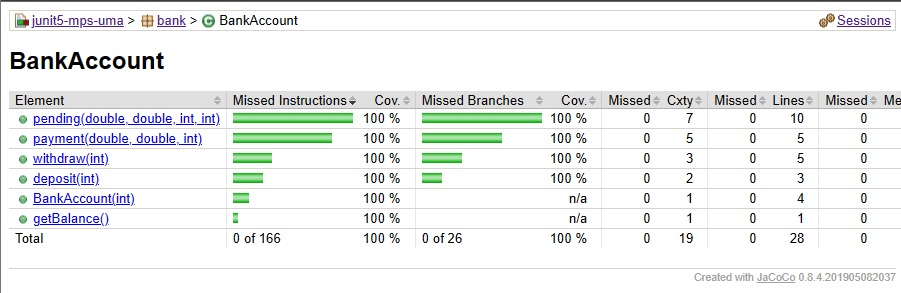 junit5-mps-uma > bank > BankAccount Sessions
BankAccount
Element Missed Instructions Cov. Missed Branches Cov. Missed Cxty Missed Lines Missed Me
pending(double, double, int, int) 100 % 100 % 0 7 0 10 0
payment(double, double, int) 100 % 100 % 0 5 0 5 0
withdraw(int) 100 % 100 % 0 3 0 5 0
deposit(int) 100 % 100 % 0 2 0 3 0
BankAccount(int) 100 % n/a 0 1 0 4 0
getBalance() 100 % n/a 0 1 0 1 0
Total 0 of 166 100 % 0 of 26 100 % 0 19 0 28 0
Created with JaCoCo 0.8.4.201905082037